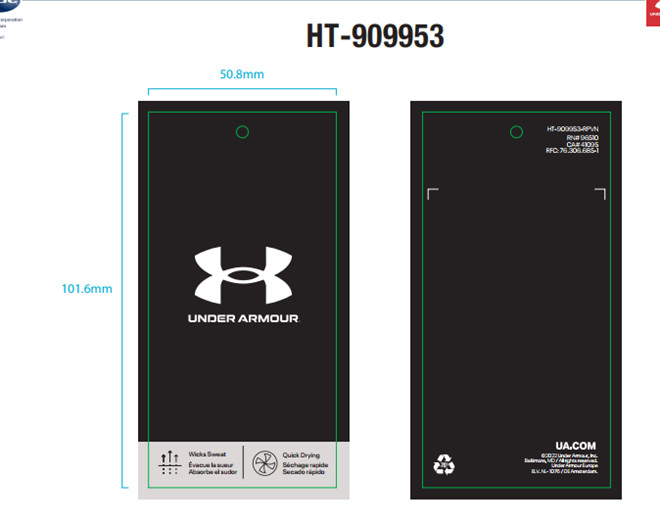 HT-909953
50.8mm
101.6mm
UNDER ARMOUR
Wicks Sweat
Évacue la sueur
Absorbe el sudor
Quick Drying
Séchage rapide
Secado rápido
HT-909953-RPVN
RN# 96510
CA# 41095
RFC: 76.306.685-1
UA.COM
©2022 Under Armour, Inc.
Baltimore, MD / All rights reserved.
Under Armour Europe
B.V. NL- 1076 / DE Amsterdam.